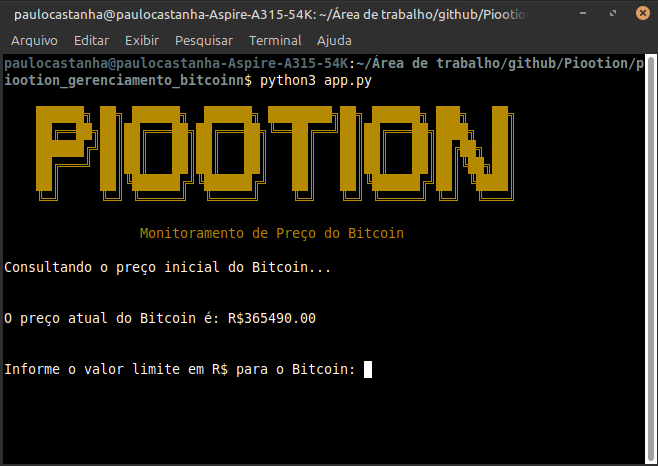 paulocastanha@paulocastanha-Aspire-A315-54K: ~/Área de trabalho/github/Piootion
Arquivo Editar Exibir Pesquisar Terminal Ajuda
paulocastanha@paulocastanha-Aspire-A315-54K:~/Área de trabalho/github/Piootion/p
iootion_gerenciamento_bitcoinn$ python3 app.py
PIOOTION
Monitoramento de Preço do Bitcoin
Consultando o preço inicial do Bitcoin...
O preço atual do Bitcoin é: R$365490.00
Informe o valor limite em R$ para o Bitcoin: